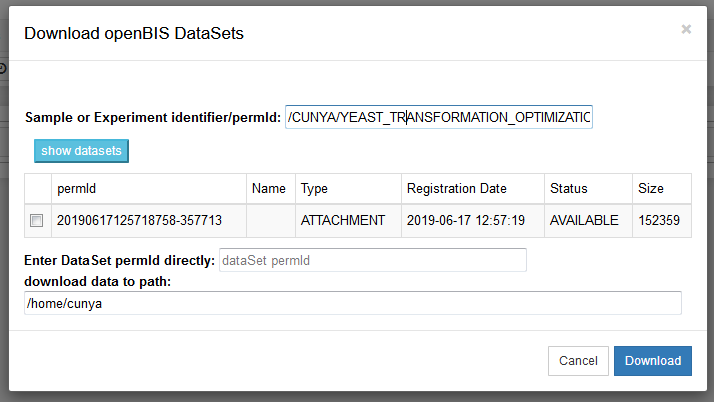 Download openBIS DataSets
×
Sample or Experiment identifier/permId: /CUNYA/YEAST_TRANSFORMATION_OPTIMIZATIO
show datasets
permId Name Type Registration Date Status Size
20190617125718758-357713 ATTACHMENT 2019-06-17 12:57:19 AVAILABLE 152359
Enter DataSet permId directly: dataSet permId
download data to path:
/home/cunya
Cancel Download